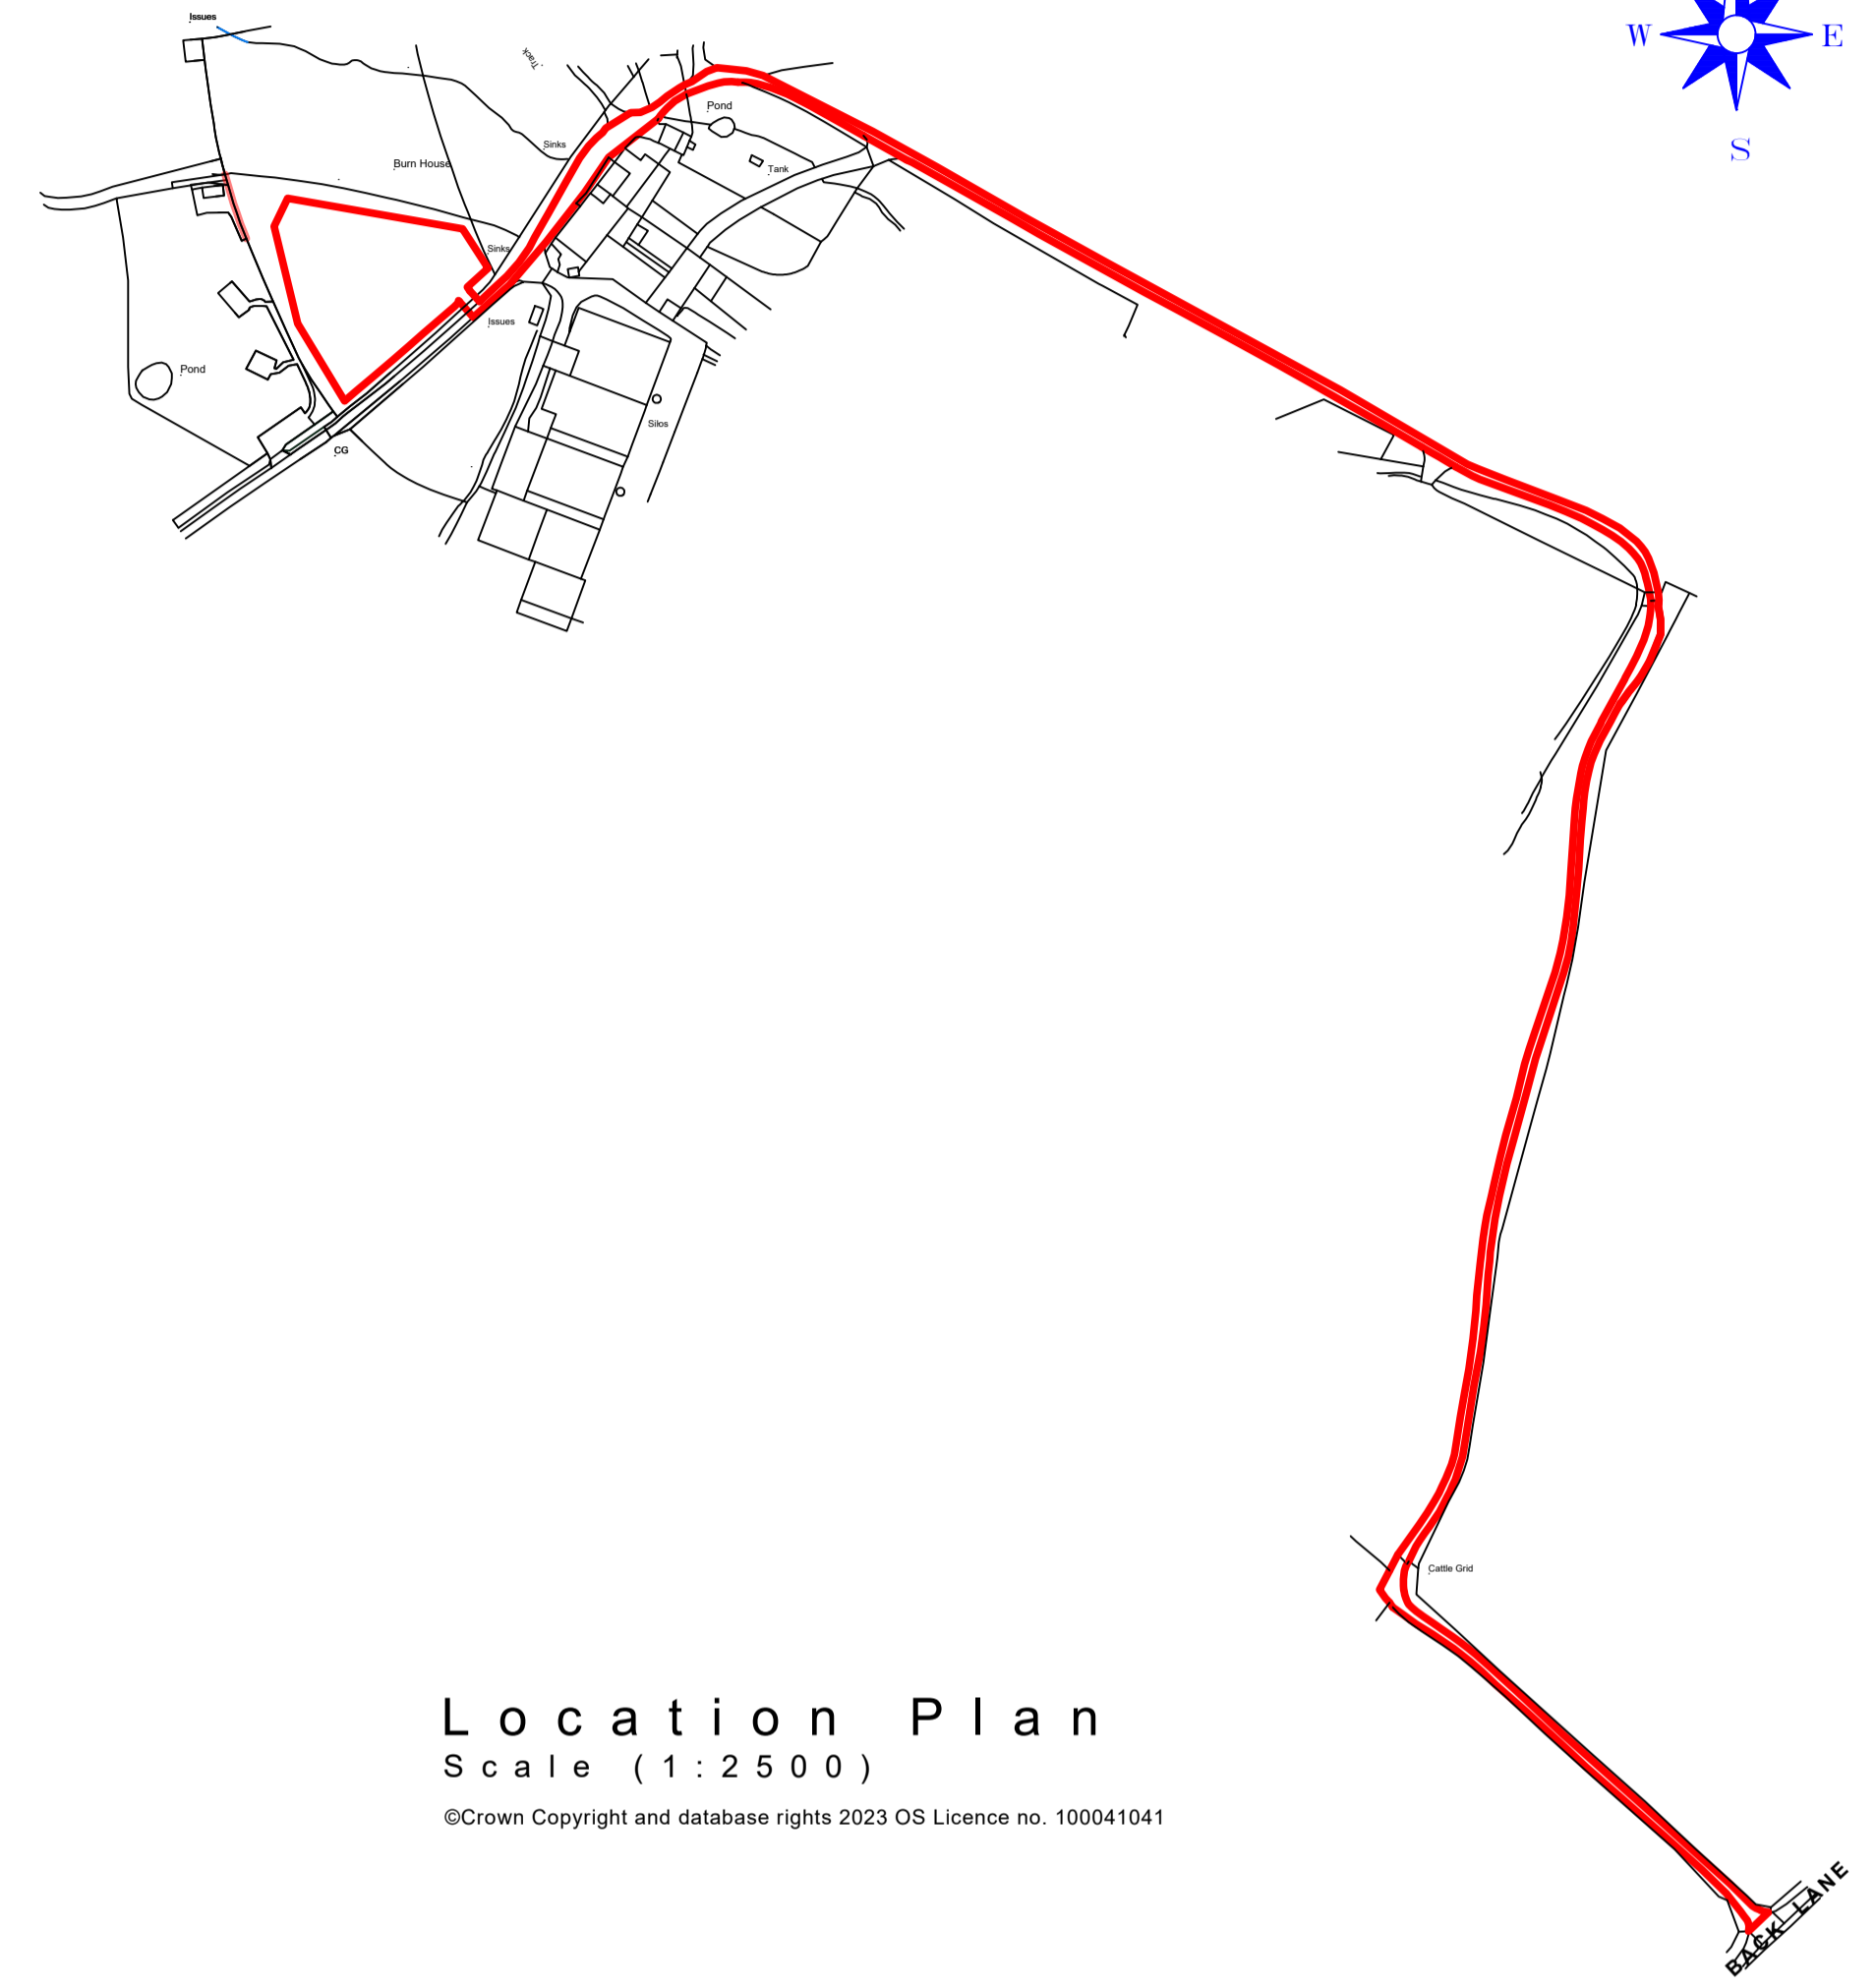 Issues
W
E
S
Track
Pond
Sinks
Burn House
Tank
Sinks
Issues
Pond
Silos
CG
Cattle Grid
Location Plan
Scale (1:2500)
©Crown Copyright and database rights 2023 OS Licence no. 100041041
BACK LANE